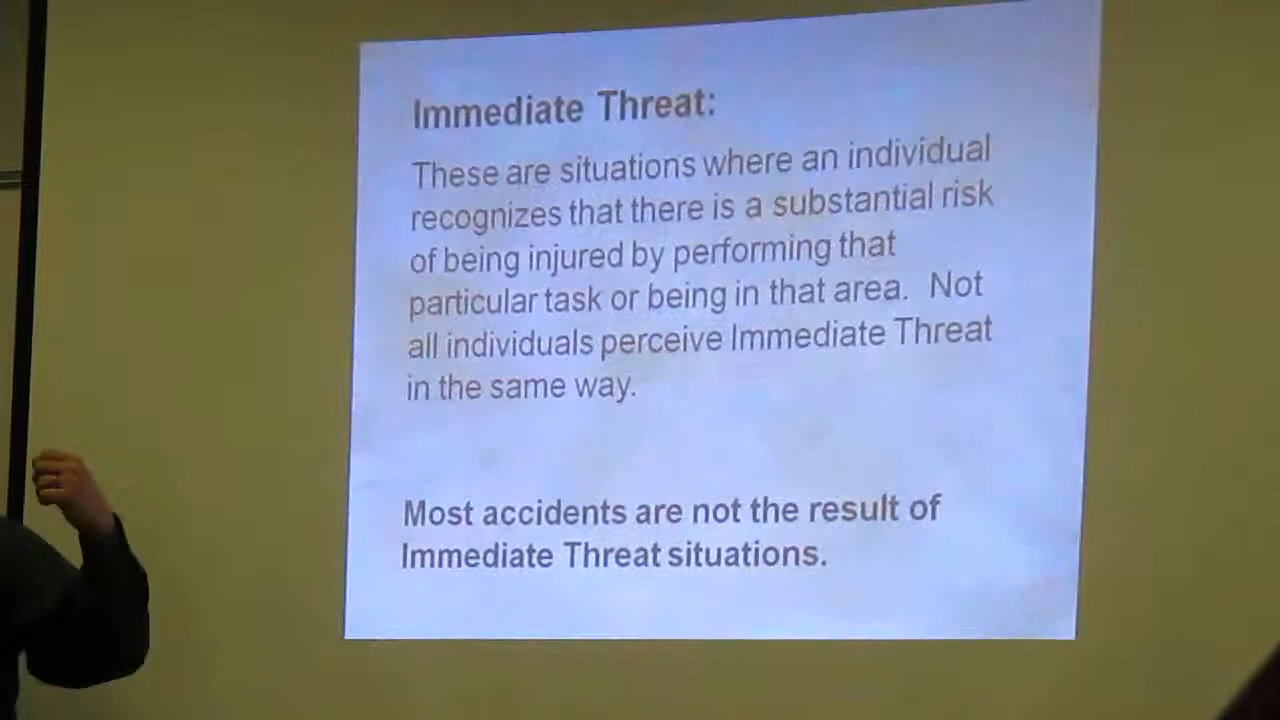 Immediate Threat:
These are situations where an individual
recognizes that there is a substantial risk
of being injured by performing that
particular task or being in that area.  Not
all individuals perceive Immediate Threat
in the same way.
Most accidents are not the result of
Immediate Threat situations.